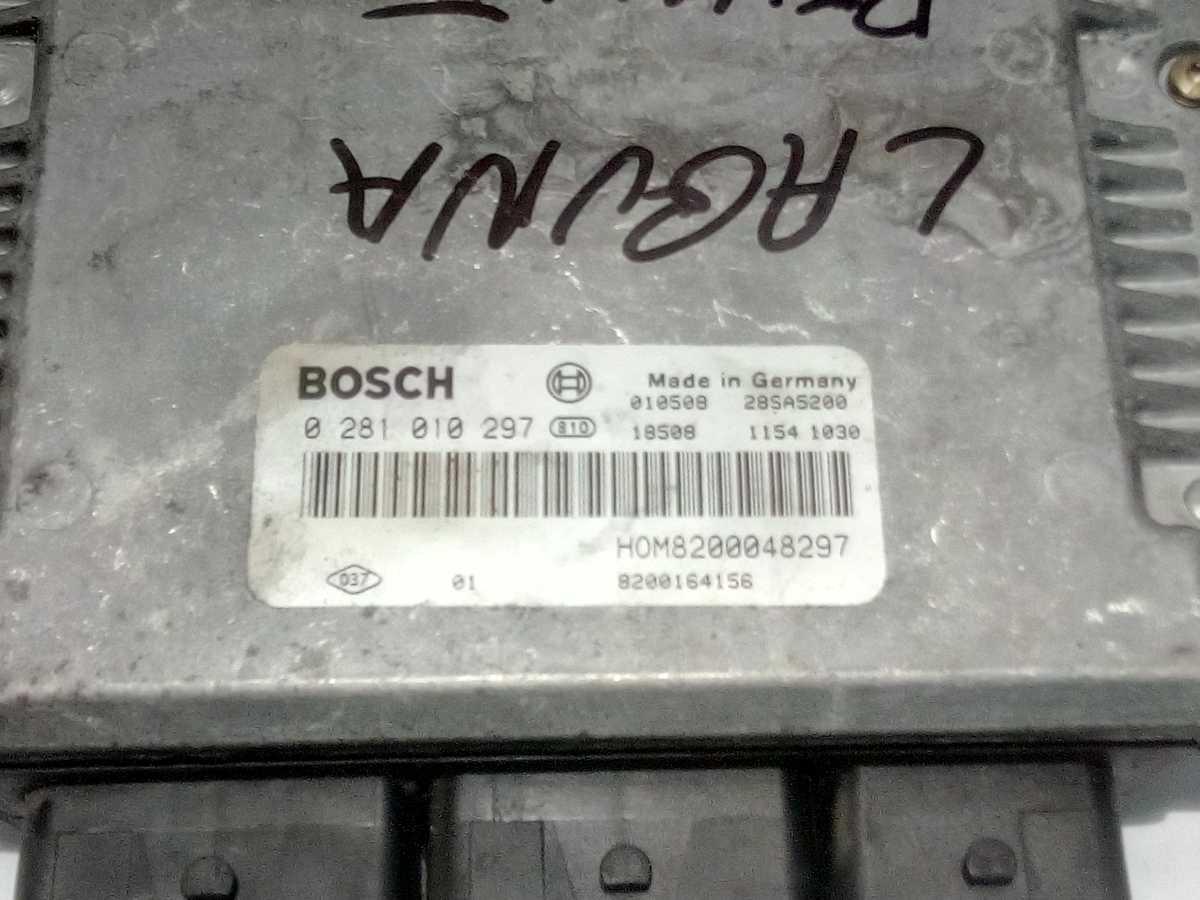 LAGUNA
BOSCH
Made in Germany
010508 28SA5200
0 281 010 297 810 18508 1154 1030
HOM8200048297
037 01 8200164156